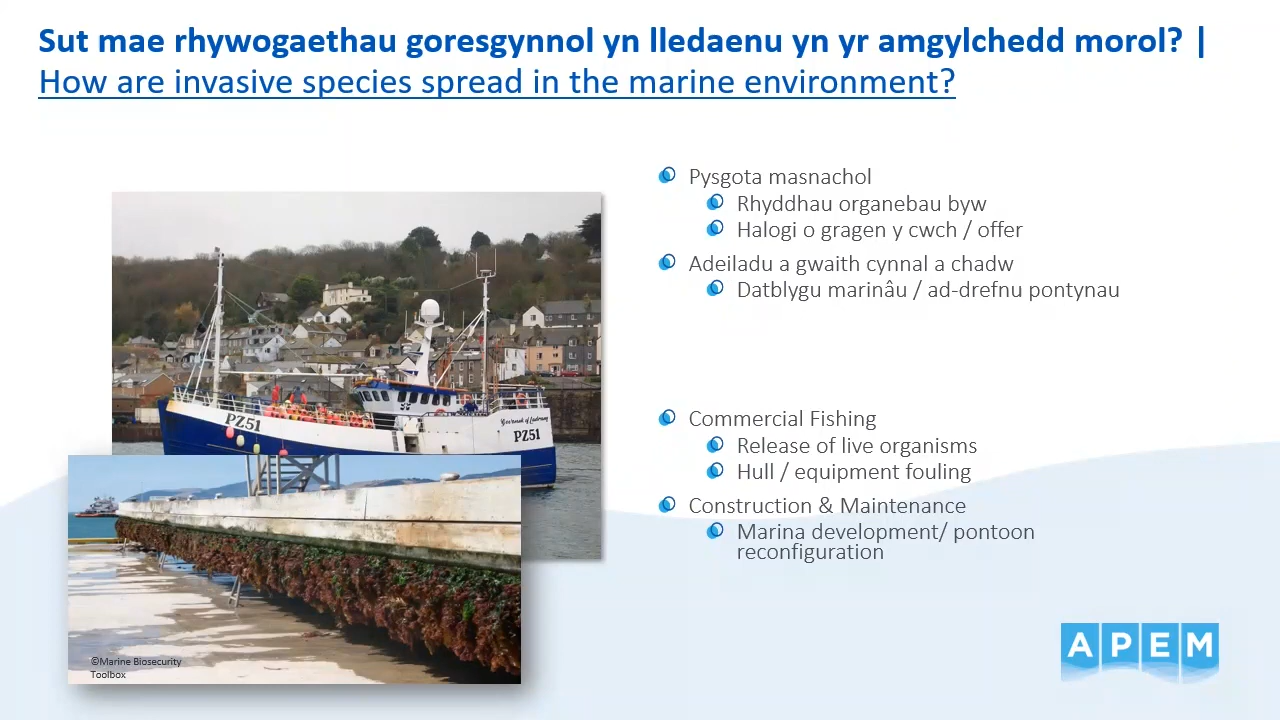 Sut mae rhywogaethau goresgynnol yn lledaenu yn yr amgylchedd morol? |
How are invasive species spread in the marine environment?
Pysgota masnachol
Rhyddhau organebau byw
Halogi o gragen y cwch / offer
Adeiladu a gwaith cynnal a chadw
Datblygu marinâu / ad-drefnu pontynau
Commercial Fishing
Release of live organisms
Hull / equipment fouling
Construction & Maintenance
Marina development/ pontoon
reconfiguration
PZ51
PZ51
©Marine Biosecurity
Toolbox
APEM